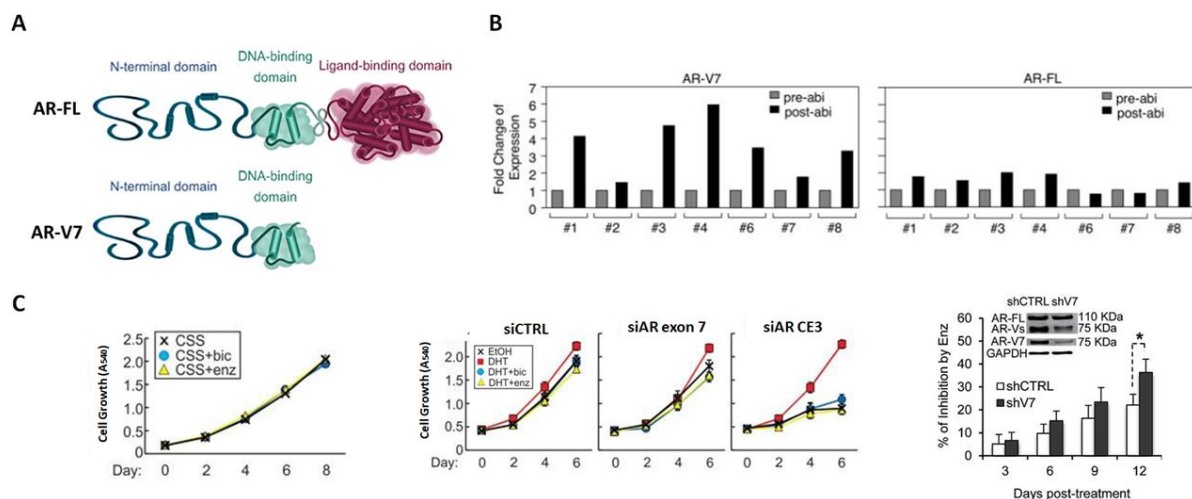 A
N-terminal domain
DNA-binding
domain
Ligand-binding domain
AR-FL
N-terminal domain
DNA-binding
domain
AR-V7
B
AR-V7
AR-FL
Fold Change of
Expression
7
6
5
4
3
2
1
0
pre-abi
post-abi
pre-abi
post-abi
#1 #2 #3 #4 #6 #7 #8
#1 #2 #3 #4 #6 #7 #8
C
Cell Growth (A540)
2.0
1.5
1.0
0.5
0
CSS
CSS+bic
CSS+enz
Day: 0 2 4 6 8
siCTRL
siAR exon 7
siAR CE3
Cell Growth (A540)
2.0
1.5
1.0
0.5
0.0
EtOH
DHT
DHT+bic
DHT+enz
Day: 0 2 4 6
0 2 4 6
0 2 4 6
% of Inhibition by Enz
60
50
40
30
20
10
0
shCTRL shV7
AR-FL 110 KDa
AR-Vs 75 KDa
AR-V7 75 KDa
GAPDH
*
shCTRL
shV7
3 6 9 12
Days post-treatment